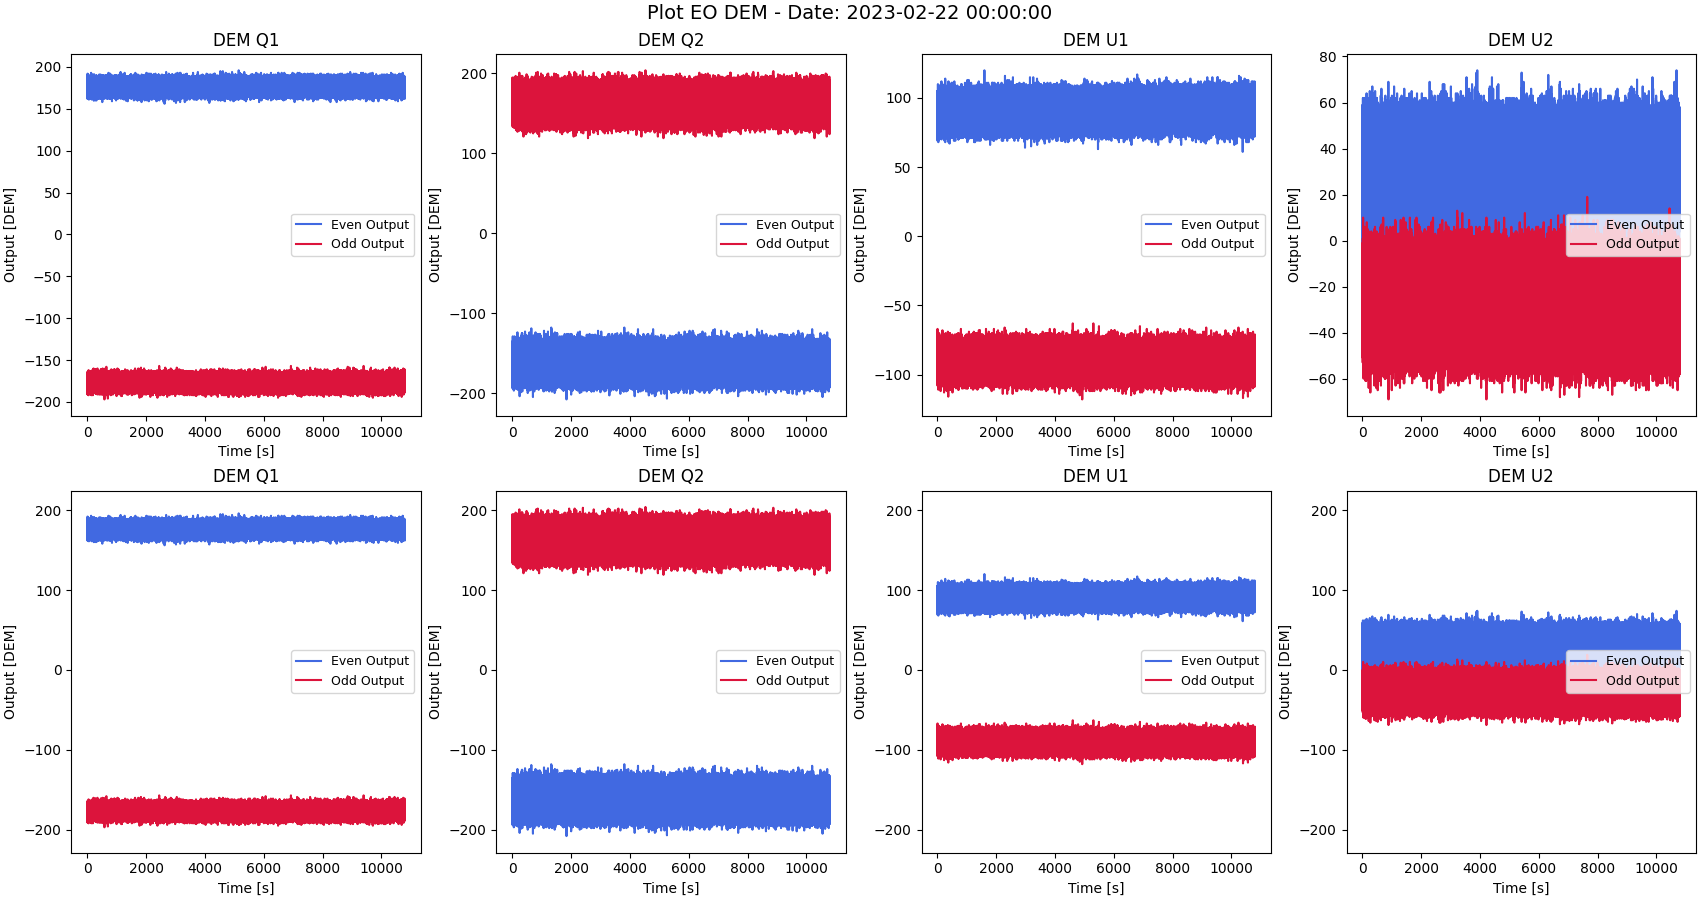 Plot EO DEM - Date: 2023-02-22 00:00:00
DEM Q1
Output [DEM]
200
150
100
50
0
−50
−100
−150
−200
0 2000 4000 6000 8000 10000
Time [s]
Even Output
Odd Output
DEM Q2
Output [DEM]
200
100
0
−100
−200
0 2000 4000 6000 8000 10000
Time [s]
Even Output
Odd Output
DEM U1
Output [DEM]
100
50
0
−50
−100
0 2000 4000 6000 8000 10000
Time [s]
Even Output
Odd Output
DEM U2
Output [DEM]
80
60
40
20
0
−20
−40
−60
0 2000 4000 6000 8000 10000
Time [s]
Even Output
Odd Output
DEM Q1
Output [DEM]
200
100
0
−100
−200
0 2000 4000 6000 8000 10000
Time [s]
Even Output
Odd Output
DEM Q2
Output [DEM]
200
100
0
−100
−200
0 2000 4000 6000 8000 10000
Time [s]
Even Output
Odd Output
DEM U1
Output [DEM]
200
100
0
−100
−200
0 2000 4000 6000 8000 10000
Time [s]
Even Output
Odd Output
DEM U2
Output [DEM]
200
100
0
−100
−200
0 2000 4000 6000 8000 10000
Time [s]
Even Output
Odd Output